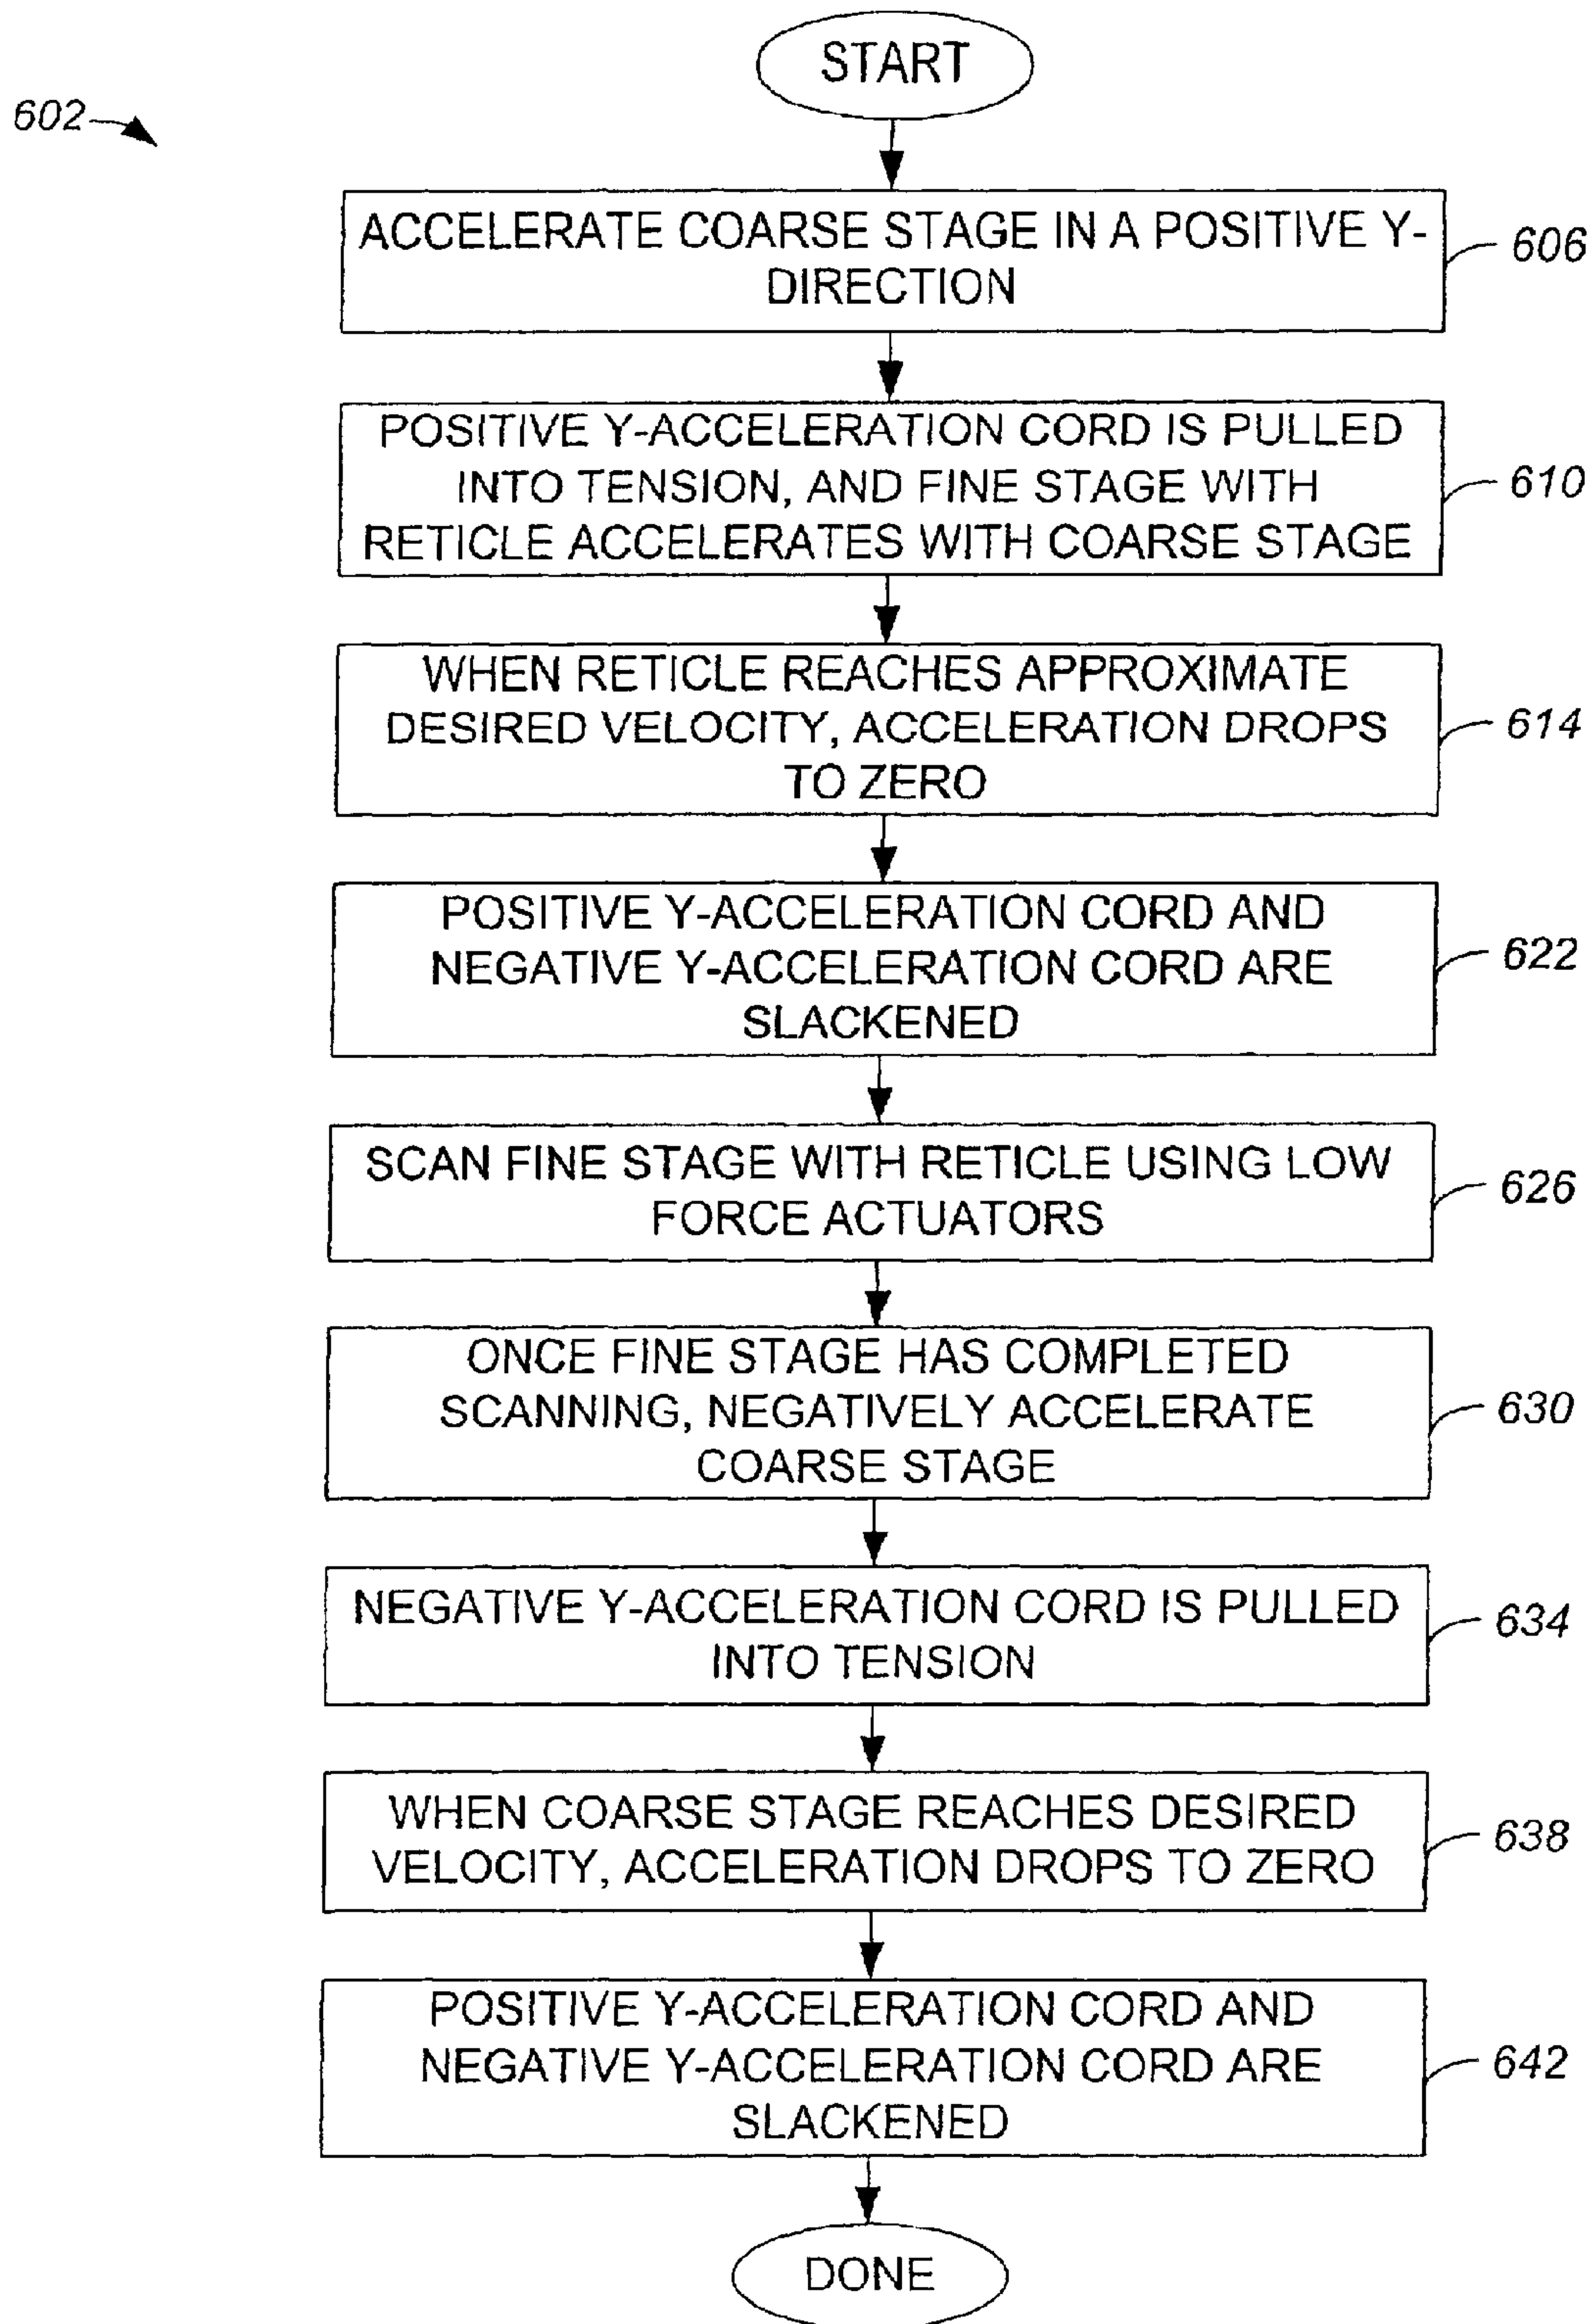 START
602
ACCELERATE COARSE STAGE IN A POSITIVE Y-
DIRECTION
606
POSITIVE Y-ACCELERATION CORD IS PULLED
INTO TENSION, AND FINE STAGE WITH
RETICLE ACCELERATES WITH COARSE STAGE
610
WHEN RETICLE REACHES APPROXIMATE
DESIRED VELOCITY, ACCELERATION DROPS
TO ZERO
614
POSITIVE Y-ACCELERATION CORD AND
NEGATIVE Y-ACCELERATION CORD ARE
SLACKENED
622
SCAN FINE STAGE WITH RETICLE USING LOW
FORCE ACTUATORS
626
ONCE FINE STAGE HAS COMPLETED
SCANNING, NEGATIVELY ACCELERATE
COARSE STAGE
630
NEGATIVE Y-ACCELERATION CORD IS PULLED
INTO TENSION
634
WHEN COARSE STAGE REACHES DESIRED
VELOCITY, ACCELERATION DROPS TO ZERO
638
POSITIVE Y-ACCELERATION CORD AND
NEGATIVE Y-ACCELERATION CORD ARE
SLACKENED
642
DONE